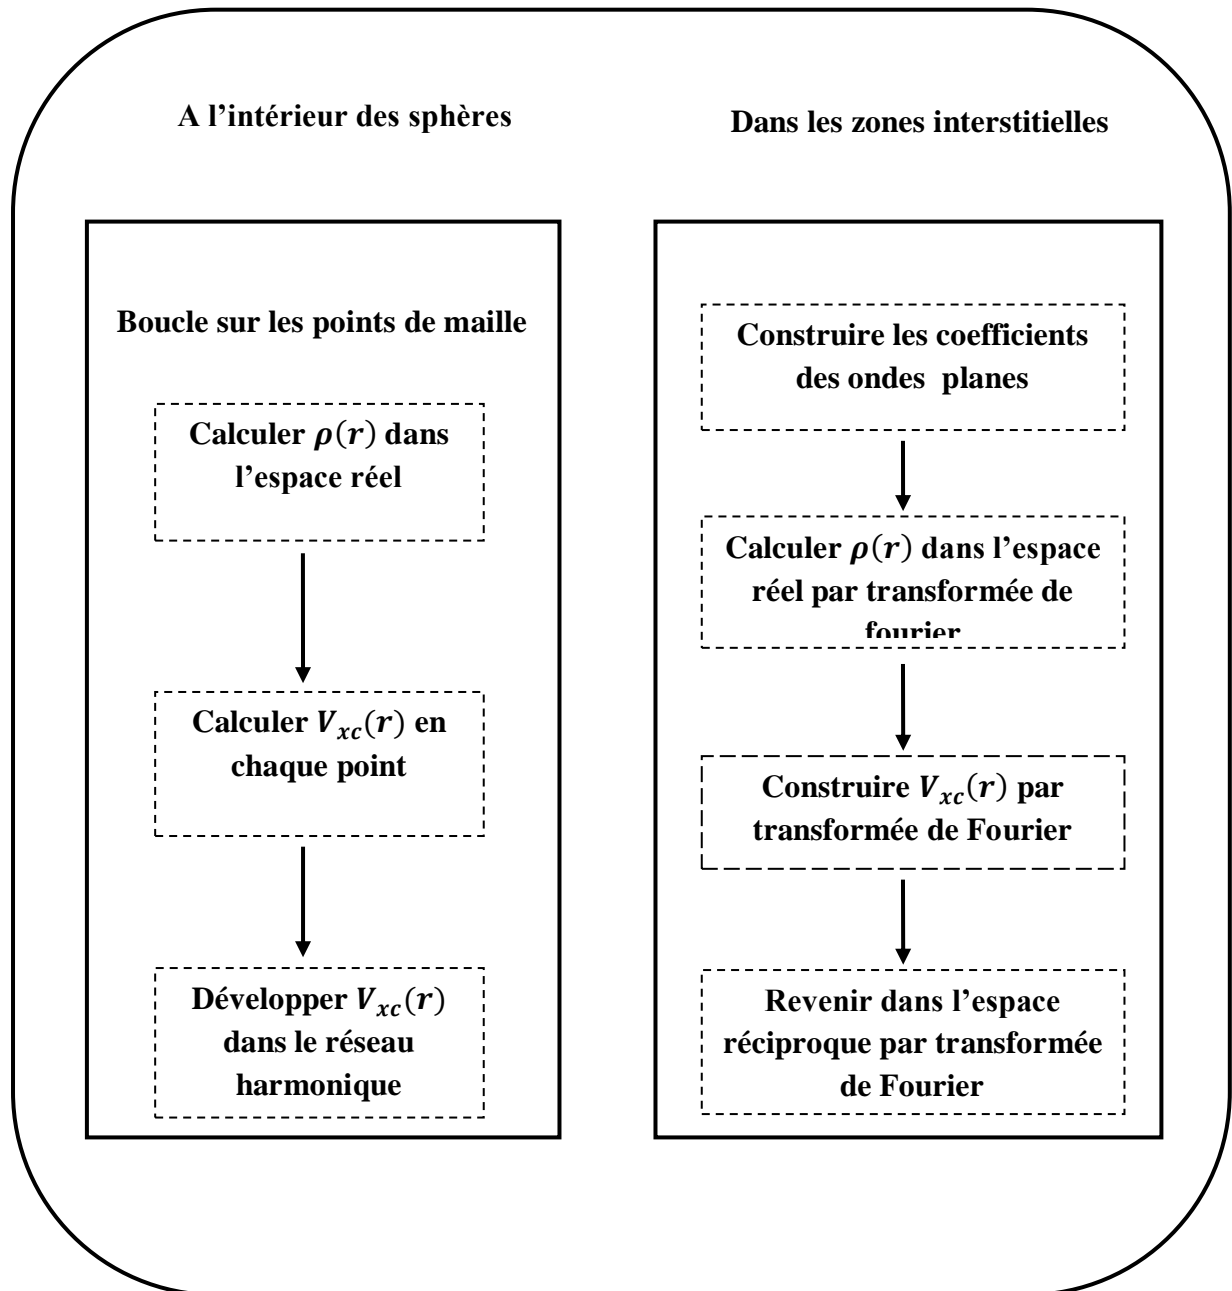 A l’intérieur des sphères
Dans les zones interstitielles
Boucle sur les points de maille
Calculer ρ(r) dans
l’espace réel
Calculer V_xc(r) en
chaque point
Développer V_xc(r)
dans le réseau
harmonique
Construire les coefficients
des ondes planes
Calculer ρ(r) dans l’espace
réel par transformée de
fourier
Construire V_xc(r) par
transformée de Fourier
Revenir dans l’espace
réciproque par transformée
de Fourier